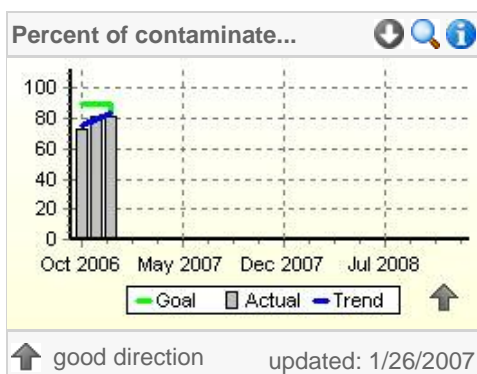 Percent of contaminate...
100
80
60
40
20
0
Oct 2006 May 2007 Dec 2007 Jul 2008
Goal Actual Trend
good direction updated: 1/26/2007